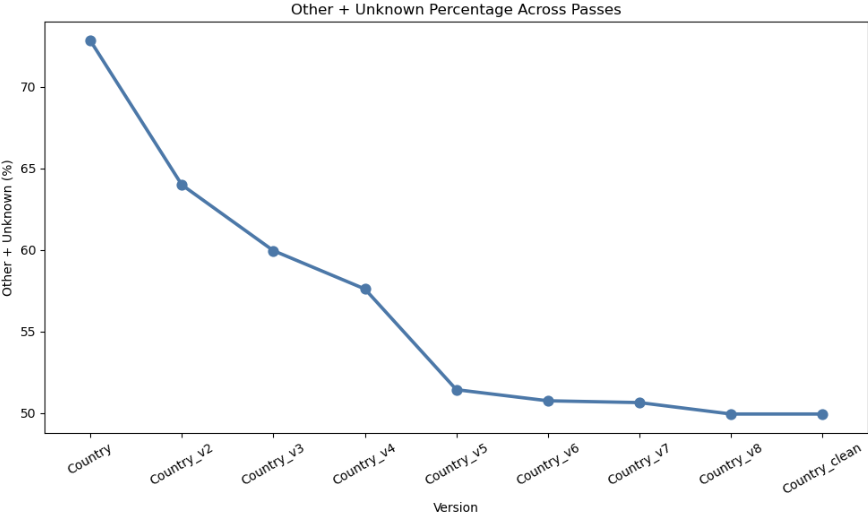 Other + Unknown Percentage Across Passes
Other + Unknown (%)
70
65
60
55
50
Country
Country_v2
Country_v3
Country_v4
Country_v5
Country_v6
Country_v7
Country_v8
Country_clean
Version